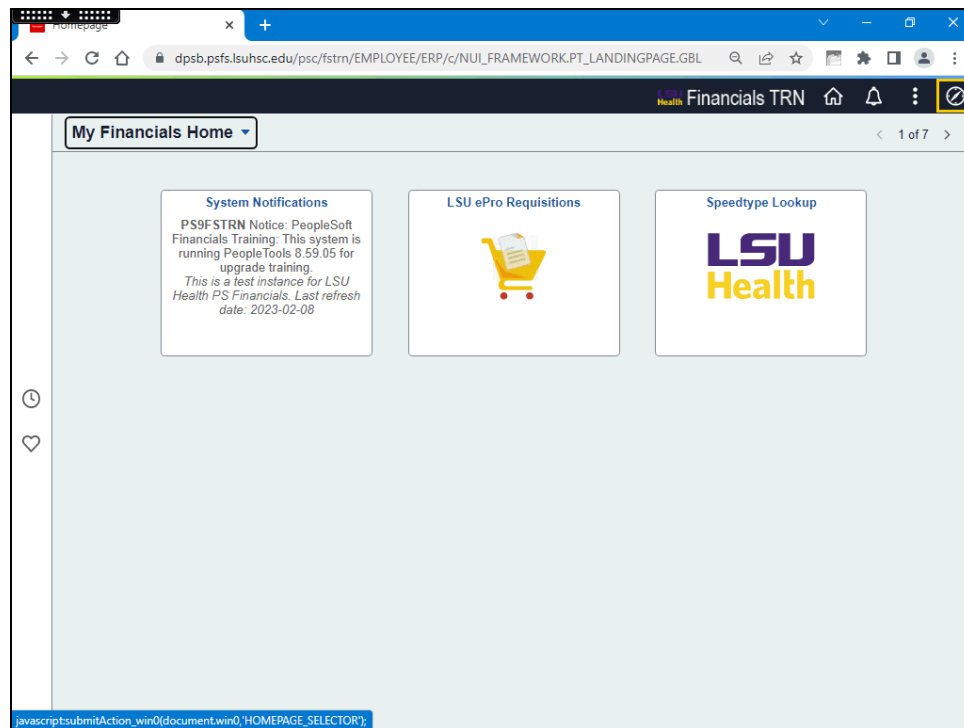 Homepage
dpsb.psfs.lsuhsc.edu/psc/fstrn/EMPLOYEE/ERP/c/NUI_FRAMEWORK.PT_LANDINGPAGE.GBL
LSU Health Financials TRN
My Financials Home
1 of 7
System Notifications
PS9FSTRN Notice: PeopleSoft
Financials Training: This system is
running PeopleTools 8.59.05 for
upgrade training.
This is a test instance for LSU
Health PS Financials. Last refresh
date: 2023-02-08
LSU ePro Requisitions
Speedtype Lookup
LSU
Health
javascript:submitAction_win0(document.win0,'HOMEPAGE_SELECTOR');